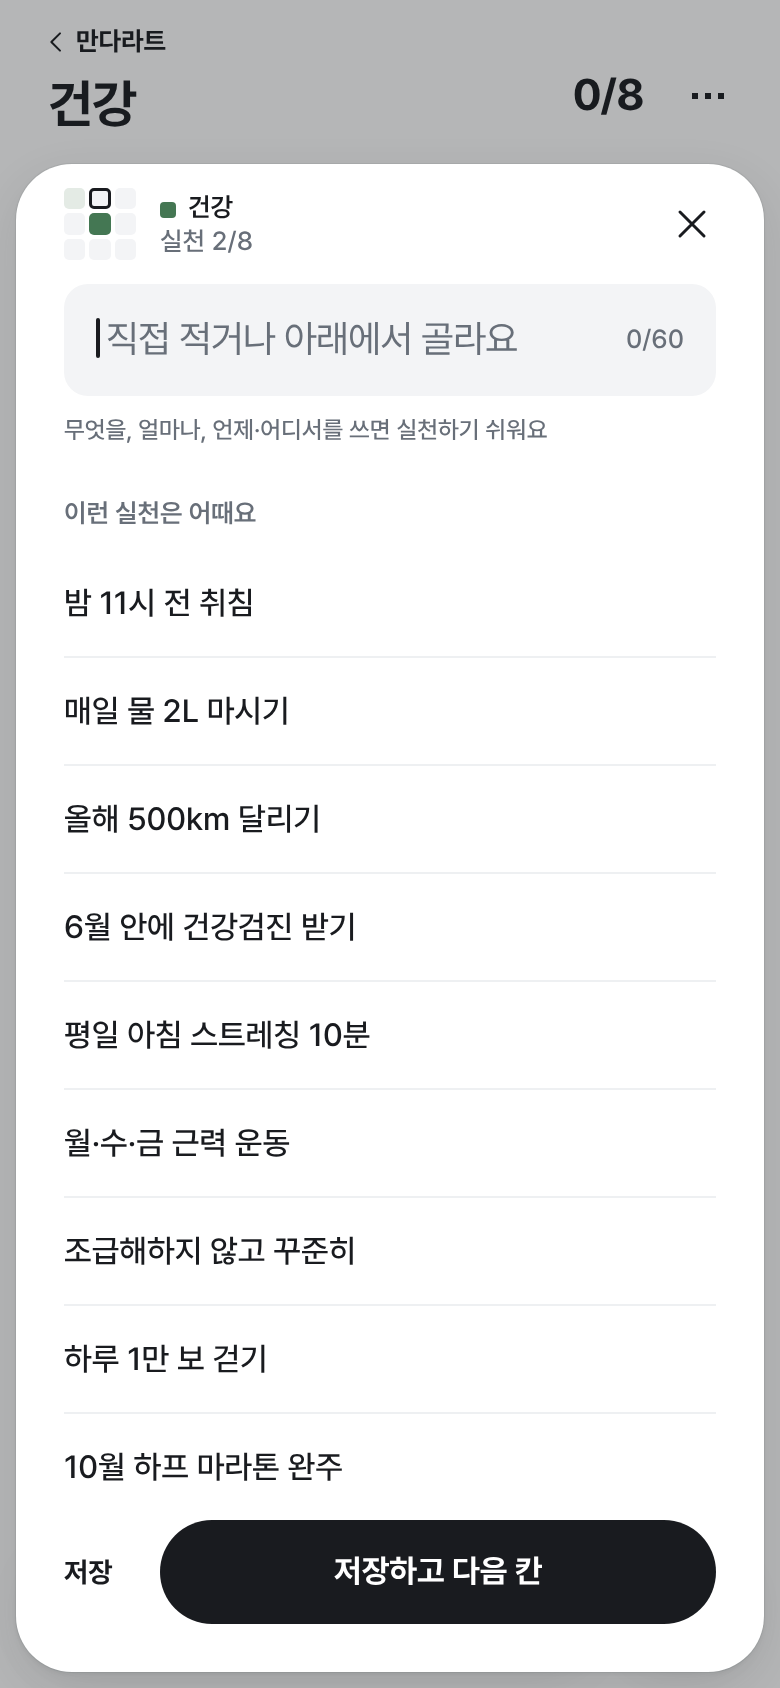 만다라트
건강
0/8
건강
실천 2/8
직접 적거나 아래에서 골라요
0/60
무엇을, 얼마나, 언제·어디서를 쓰면 실천하기 쉬워요
이런 실천은 어때요
밤 11시 전 취침
매일 물 2L 마시기
올해 500km 달리기
6월 안에 건강검진 받기
평일 아침 스트레칭 10분
월·수·금 근력 운동
조급해하지 않고 꾸준히
하루 1만 보 걷기
10월 하프 마라톤 완주
저장
저장하고 다음 칸